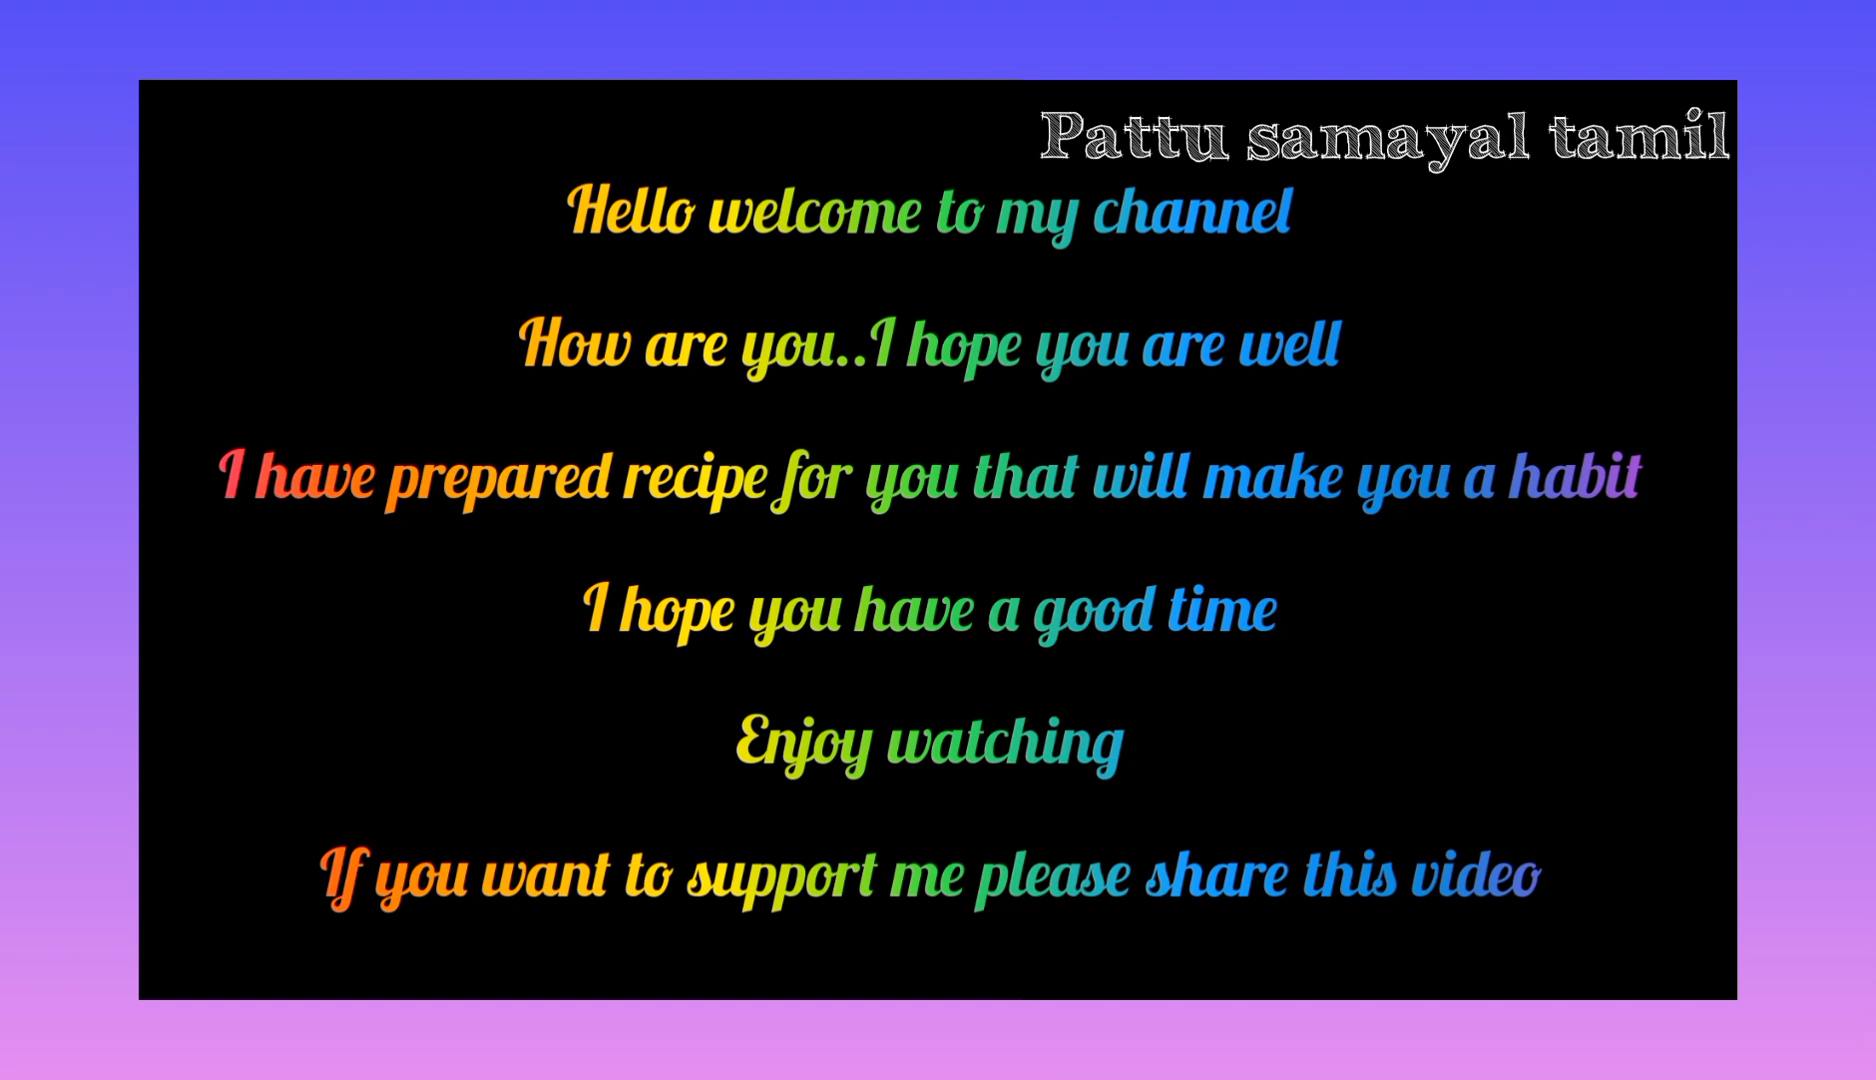 Pattu samayal tamil
Hello welcome to my channel
How are you..I hope you are well
I have prepared recipe for you that will make you a habit
I hope you have a good time
Enjoy watching
If you want to support me please share this video